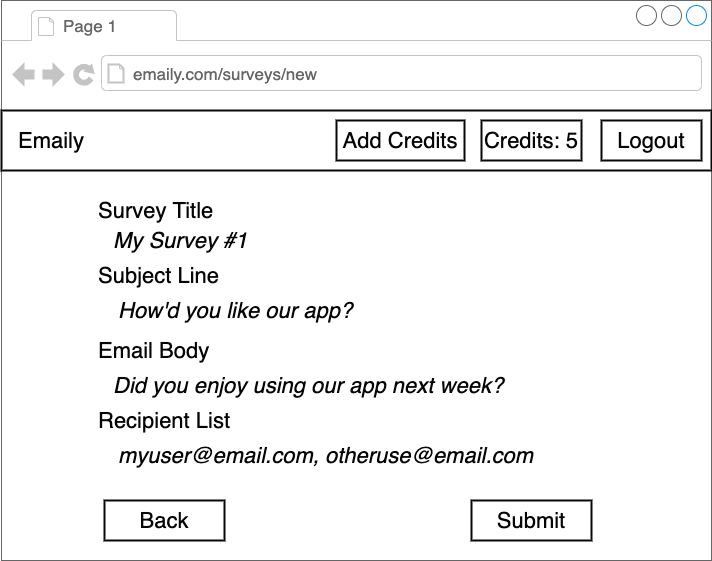 Page 1
emaily.com/surveys/new
Emaily Add Credits Credits: 5 Logout
Survey Title
My Survey #1
Subject Line
How'd you like our app?
Email Body
Did you enjoy using our app next week?
Recipient List
myuser@email.com, otheruse@email.com
Back Submit